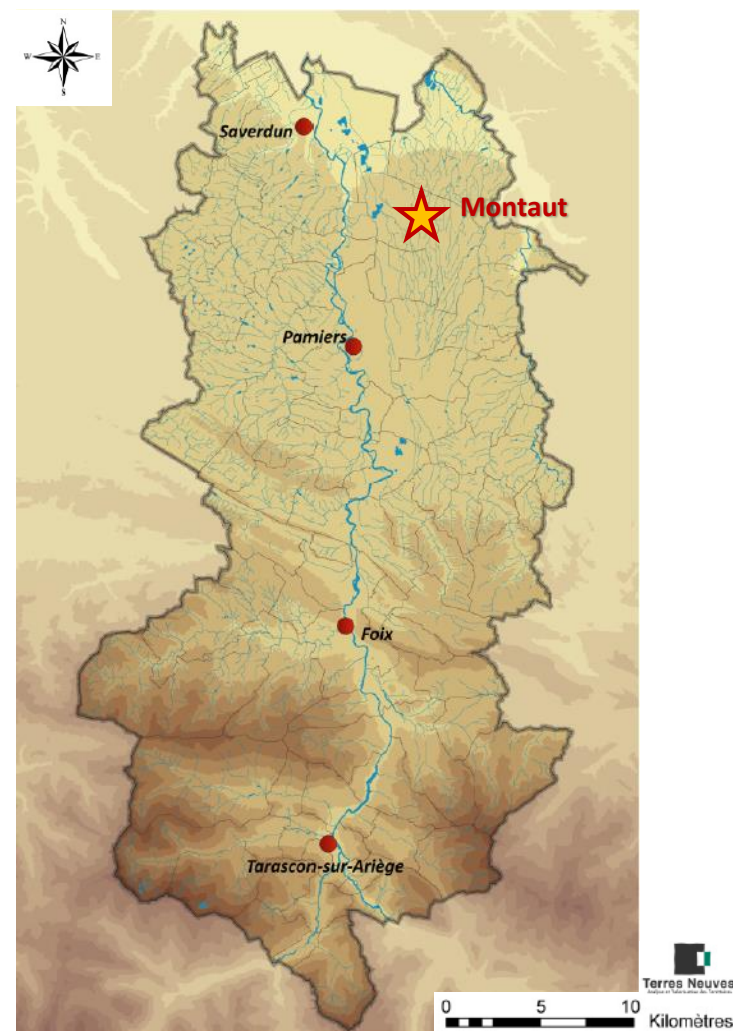 N
W E
S
Saverdun
Montaut
Pamiers
Foix
Tarascon-sur-Ariège
Terres Neuves
0 5 10
Kilomètres